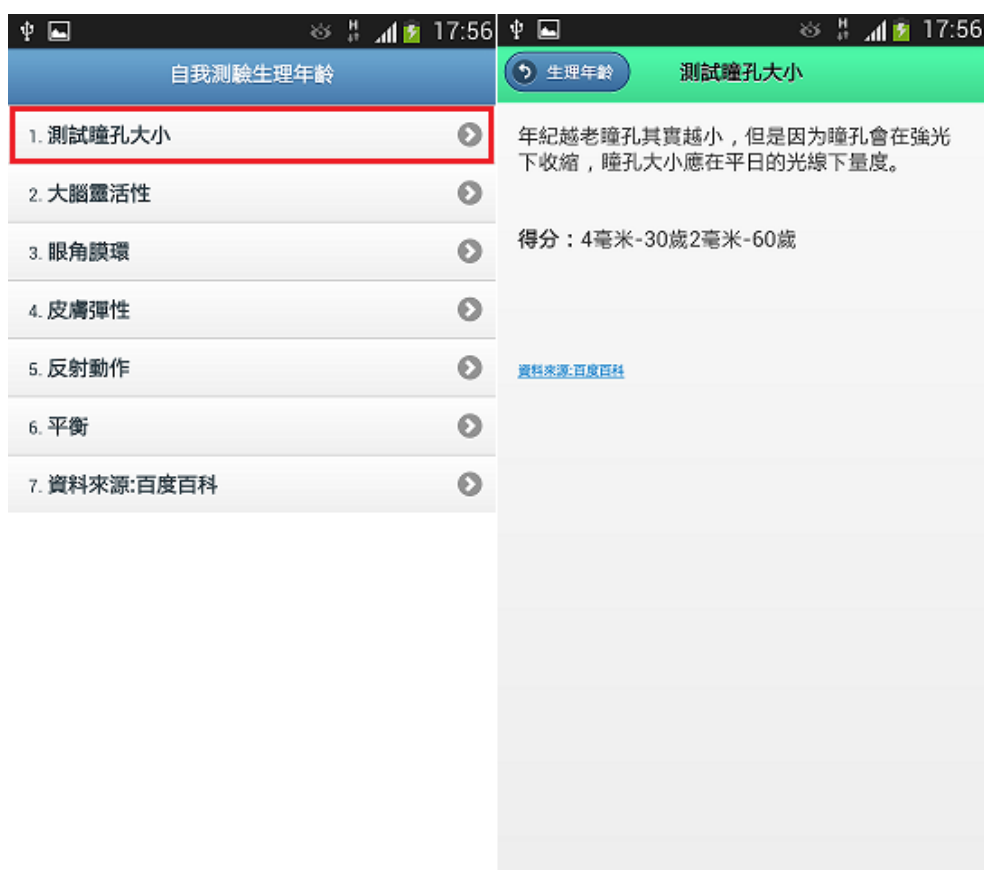 17:56
自我測驗生理年齡
1. 測試瞳孔大小
2. 大腦靈活性
3. 眼角膜環
4. 皮膚彈性
5. 反射動作
6. 平衡
7. 資料來源:百度百科
H
17:56
生理年齡
測試瞳孔大小
年紀越老瞳孔其實越小，但是因为瞳孔會在強光
下收縮，瞳孔大小應在平日的光線下量度。
得分：4毫米-30歲2毫米-60歲
資料來源:百度百科